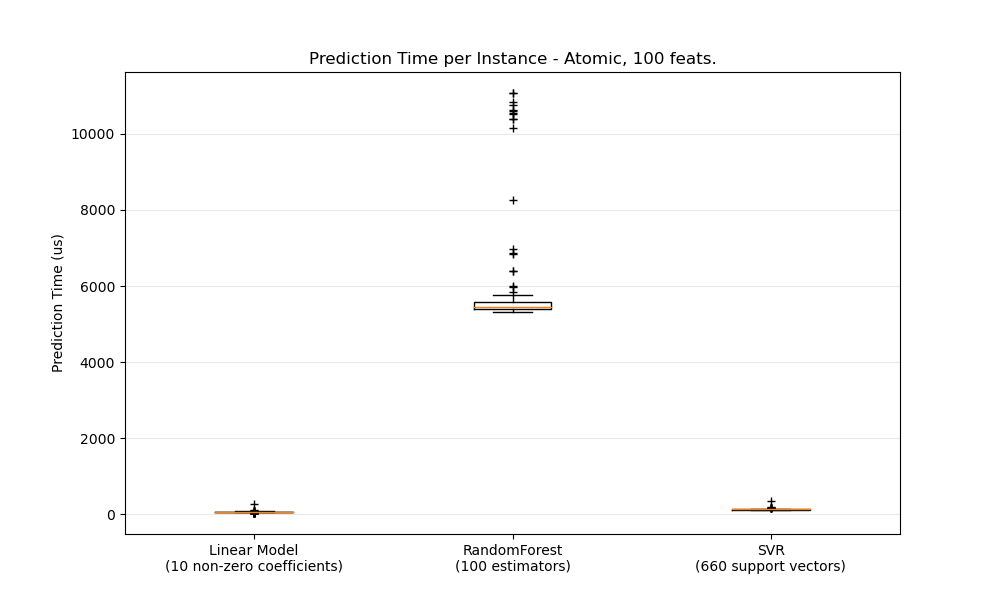 Prediction Time per Instance - Atomic, 100 feats.
Prediction Time (us)
10000
8000
6000
4000
2000
0
Linear Model
(10 non-zero coefficients)
RandomForest
(100 estimators)
SVR
(660 support vectors)